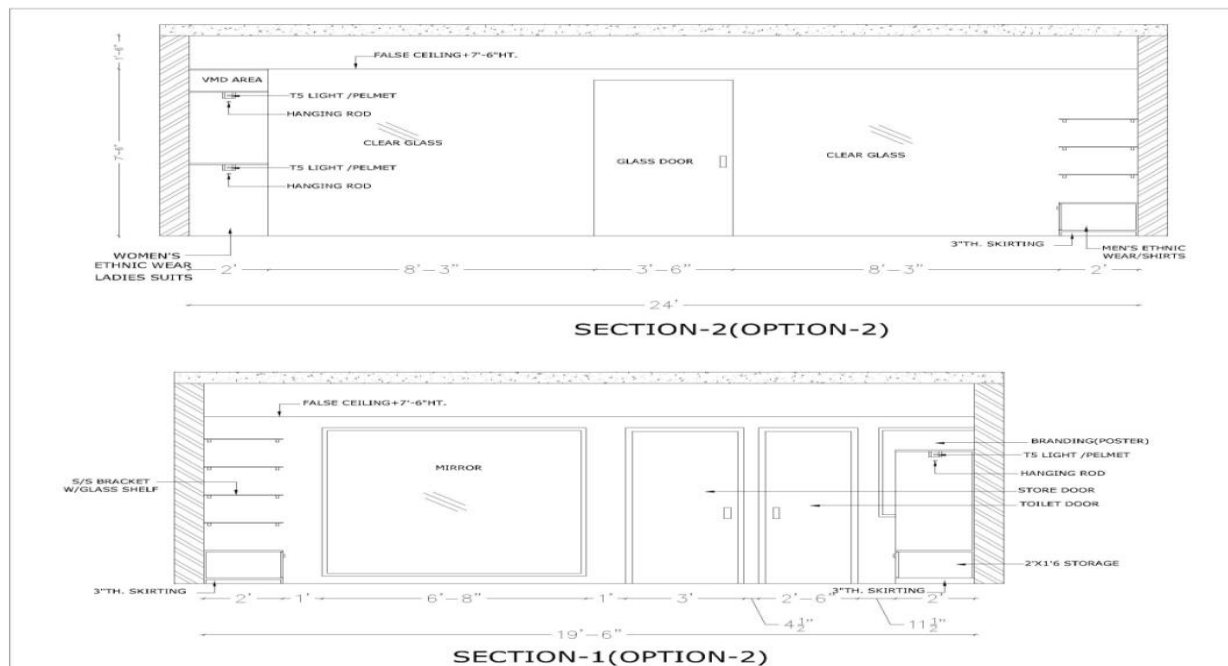 FALSE CEILING+7'-6"HT.
1'-6"
VMD AREA
T5 LIGHT /PELMET
HANGING ROD
CLEAR GLASS
GLASS DOOR
CLEAR GLASS
7'-6"
T5 LIGHT /PELMET
HANGING ROD
3"TH. SKIRTING
MEN'S ETHNIC
WEAR/SHIRTS
WOMEN'S
ETHNIC WEAR
LADIES SUITS
2' 8'-3" 3'-6" 8'-3" 2'
24'
SECTION-2(OPTION-2)
FALSE CEILING+7'-6"HT.
BRANDING(POSTER)
T5 LIGHT /PELMET
HANGING ROD
MIRROR
S/S BRACKET
W/GLASS SHELF
STORE DOOR
TOILET DOOR
2'X1'6 STORAGE
3"TH. SKIRTING
3"TH. SKIRTING
2' 1' 6'-8" 1' 3' 2'-6" 2'
4½" 11½"
19'-6"
SECTION-1(OPTION-2)